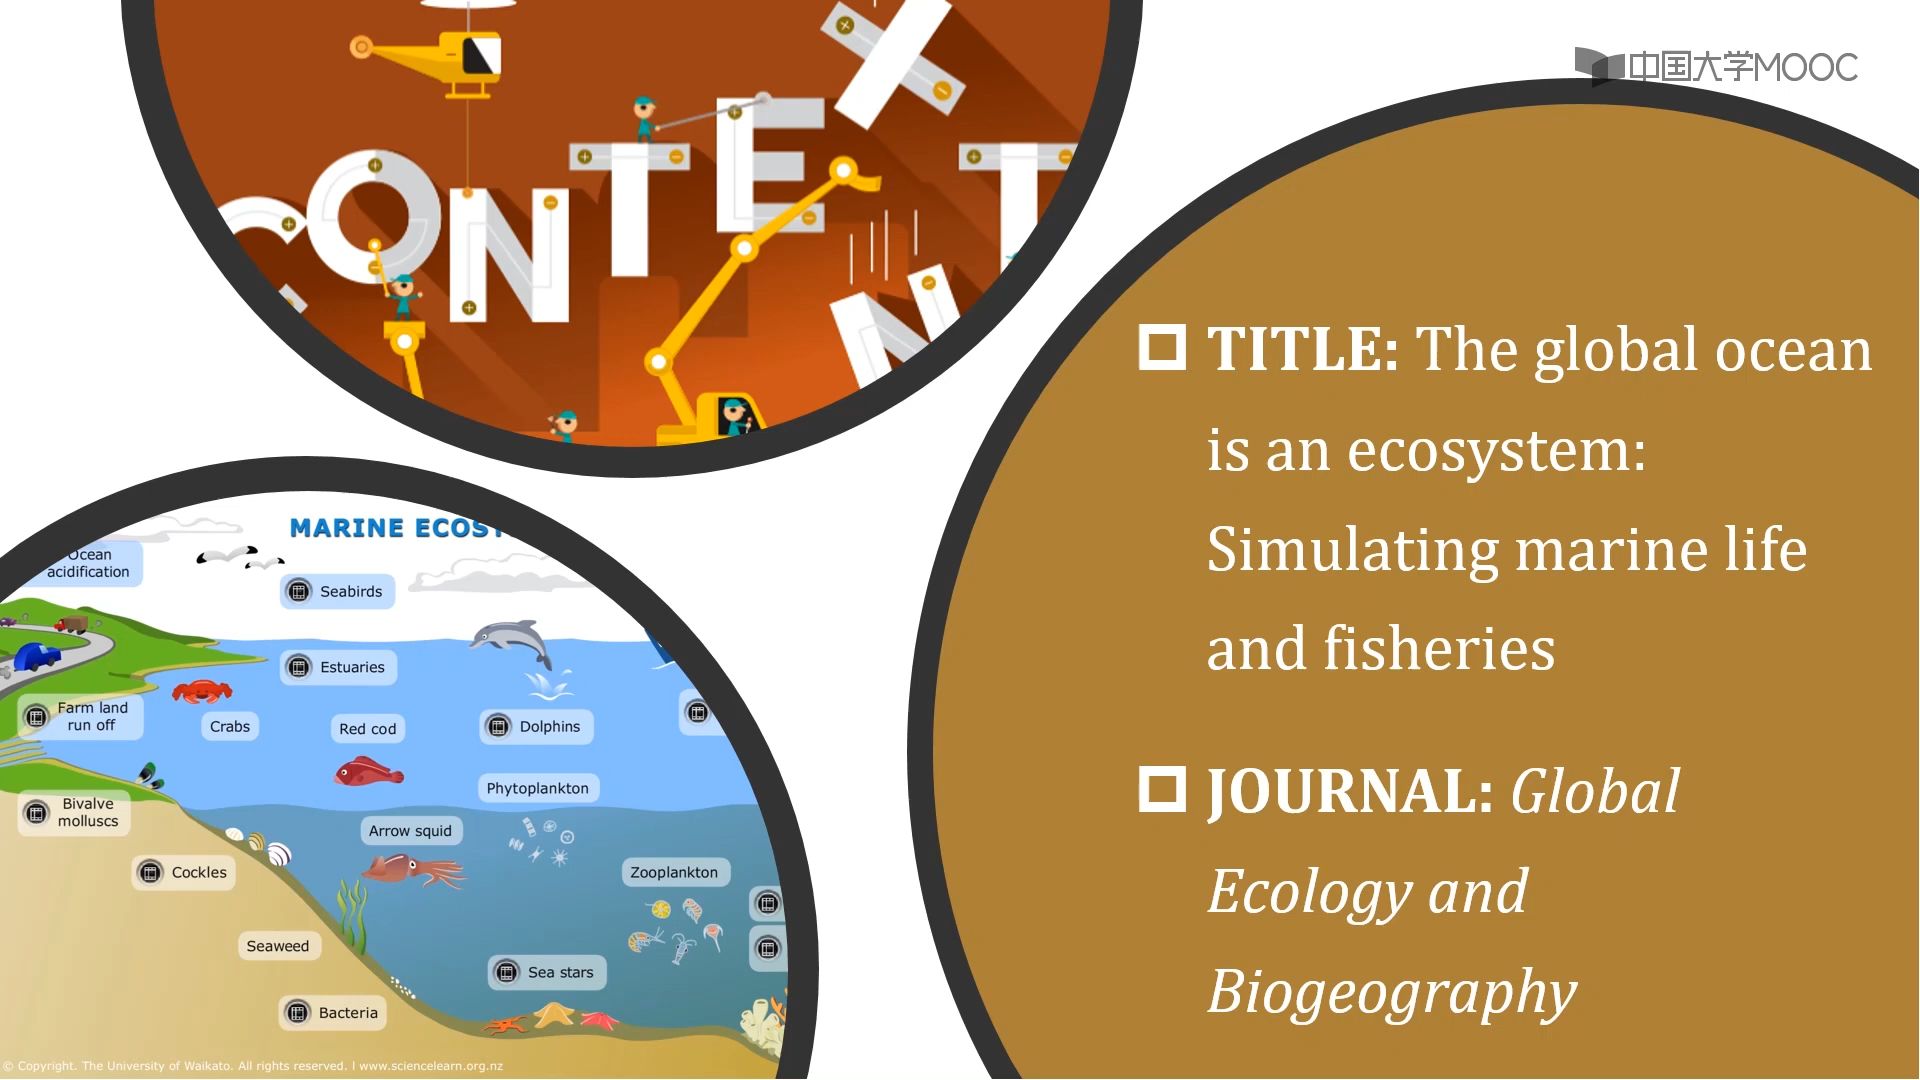 CONTEXT
N
中国大学MOOC
TITLE: The global ocean
is an ecosystem:
Simulating marine life
and fisheries
JOURNAL: Global
Ecology and
Biogeography
MARINE ECOS
Ocean
acidification
Seabirds
Estuaries
Farm land
run off
Crabs
Red cod
Dolphins
Phytoplankton
Bivalve
molluscs
Arrow squid
Cockles
Zooplankton
Seaweed
Sea stars
Bacteria
© Copyright. The University of Waikato. All rights reserved. I www.sciencelearn.org.nz